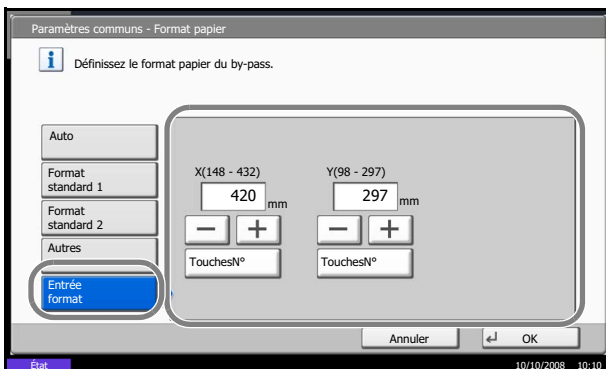 Paramètres communs - Format papier
Définissez le format papier du by-pass.
Auto
Format
standard 1
Format
standard 2
Autres
Entrée
format
X(148 - 432)
420 mm
TouchesN°
Y(98 - 297)
297 mm
TouchesN°
Annuler
OK
État
10/10/2008 10:10